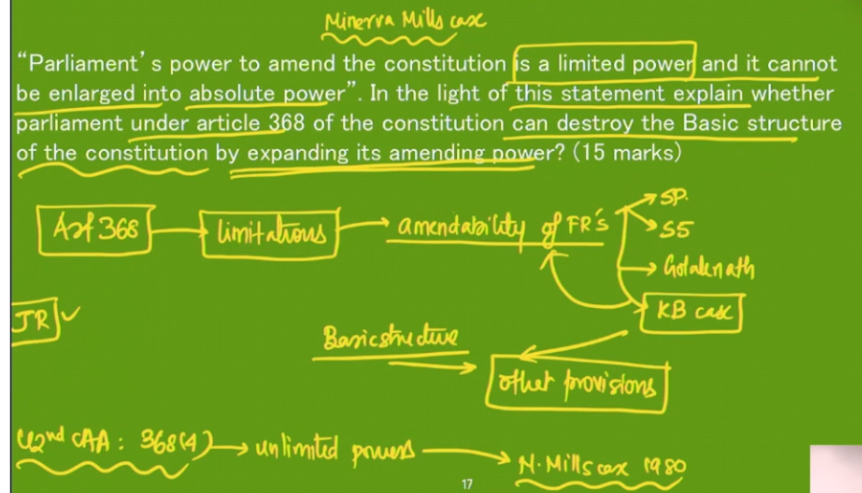 Minerva Mills case
“Parliament's power to amend the constitution is a limited power and it cannot
be enlarged into absolute power”. In the light of this statement explain whether
parliament under article 368 of the constitution can destroy the Basic structure
of the constitution by expanding its amending power? (15 marks)
Art 368 → limitations → amendability of FR's → SP.
→ SS
→ Golaknath
→ KB case
JR ✓
Basic structure
→ other provisions
42nd CAA : 368(4) → unlimited powers → M. Mills case 1980
17